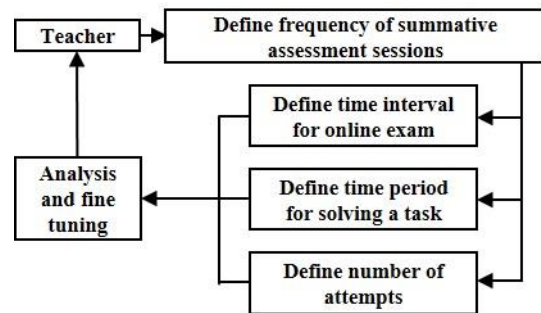 Teacher
Define frequency of summative
assessment sessions
Define time interval
for online exam
Analysis
and fine
tuning
Define time period
for solving a task
Define number of
attempts